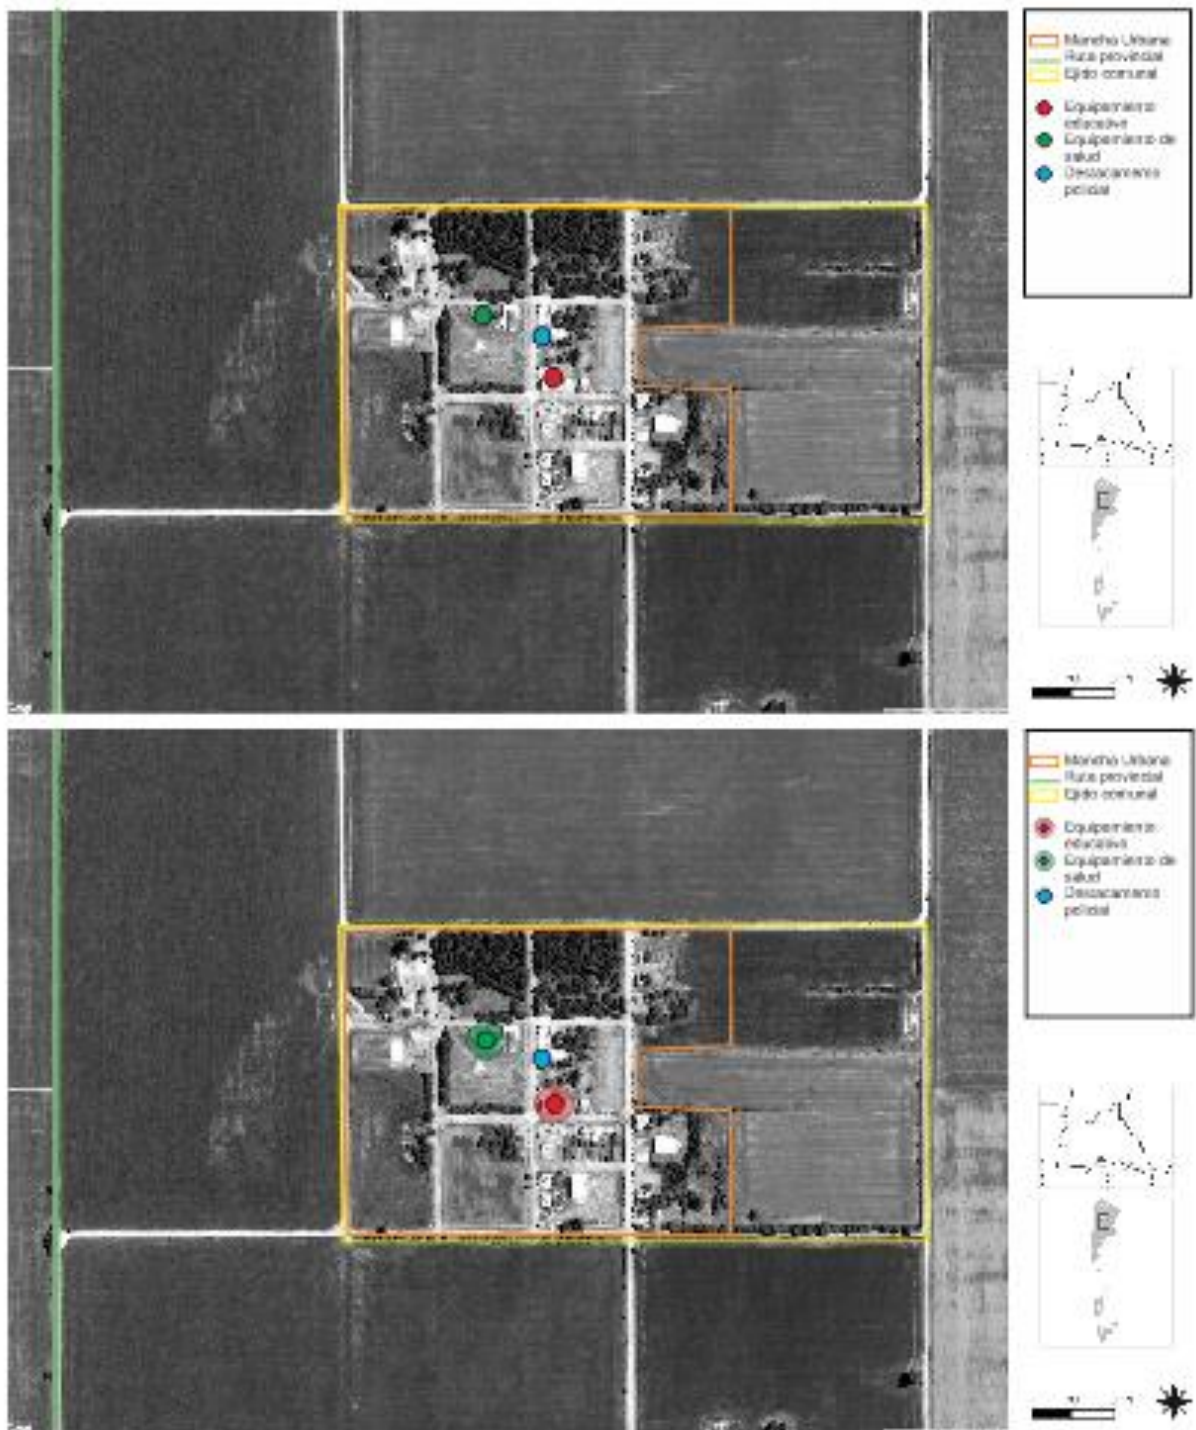 Mancha Urbana
Ruta provincial
Ejido comunal
Equipamiento
educativo
Equipamiento de
salud
Destacamento
policial
Mancha Urbana
Ruta provincial
Ejido comunal
Equipamiento
educativo
Equipamiento de
salud
Destacamento
policial